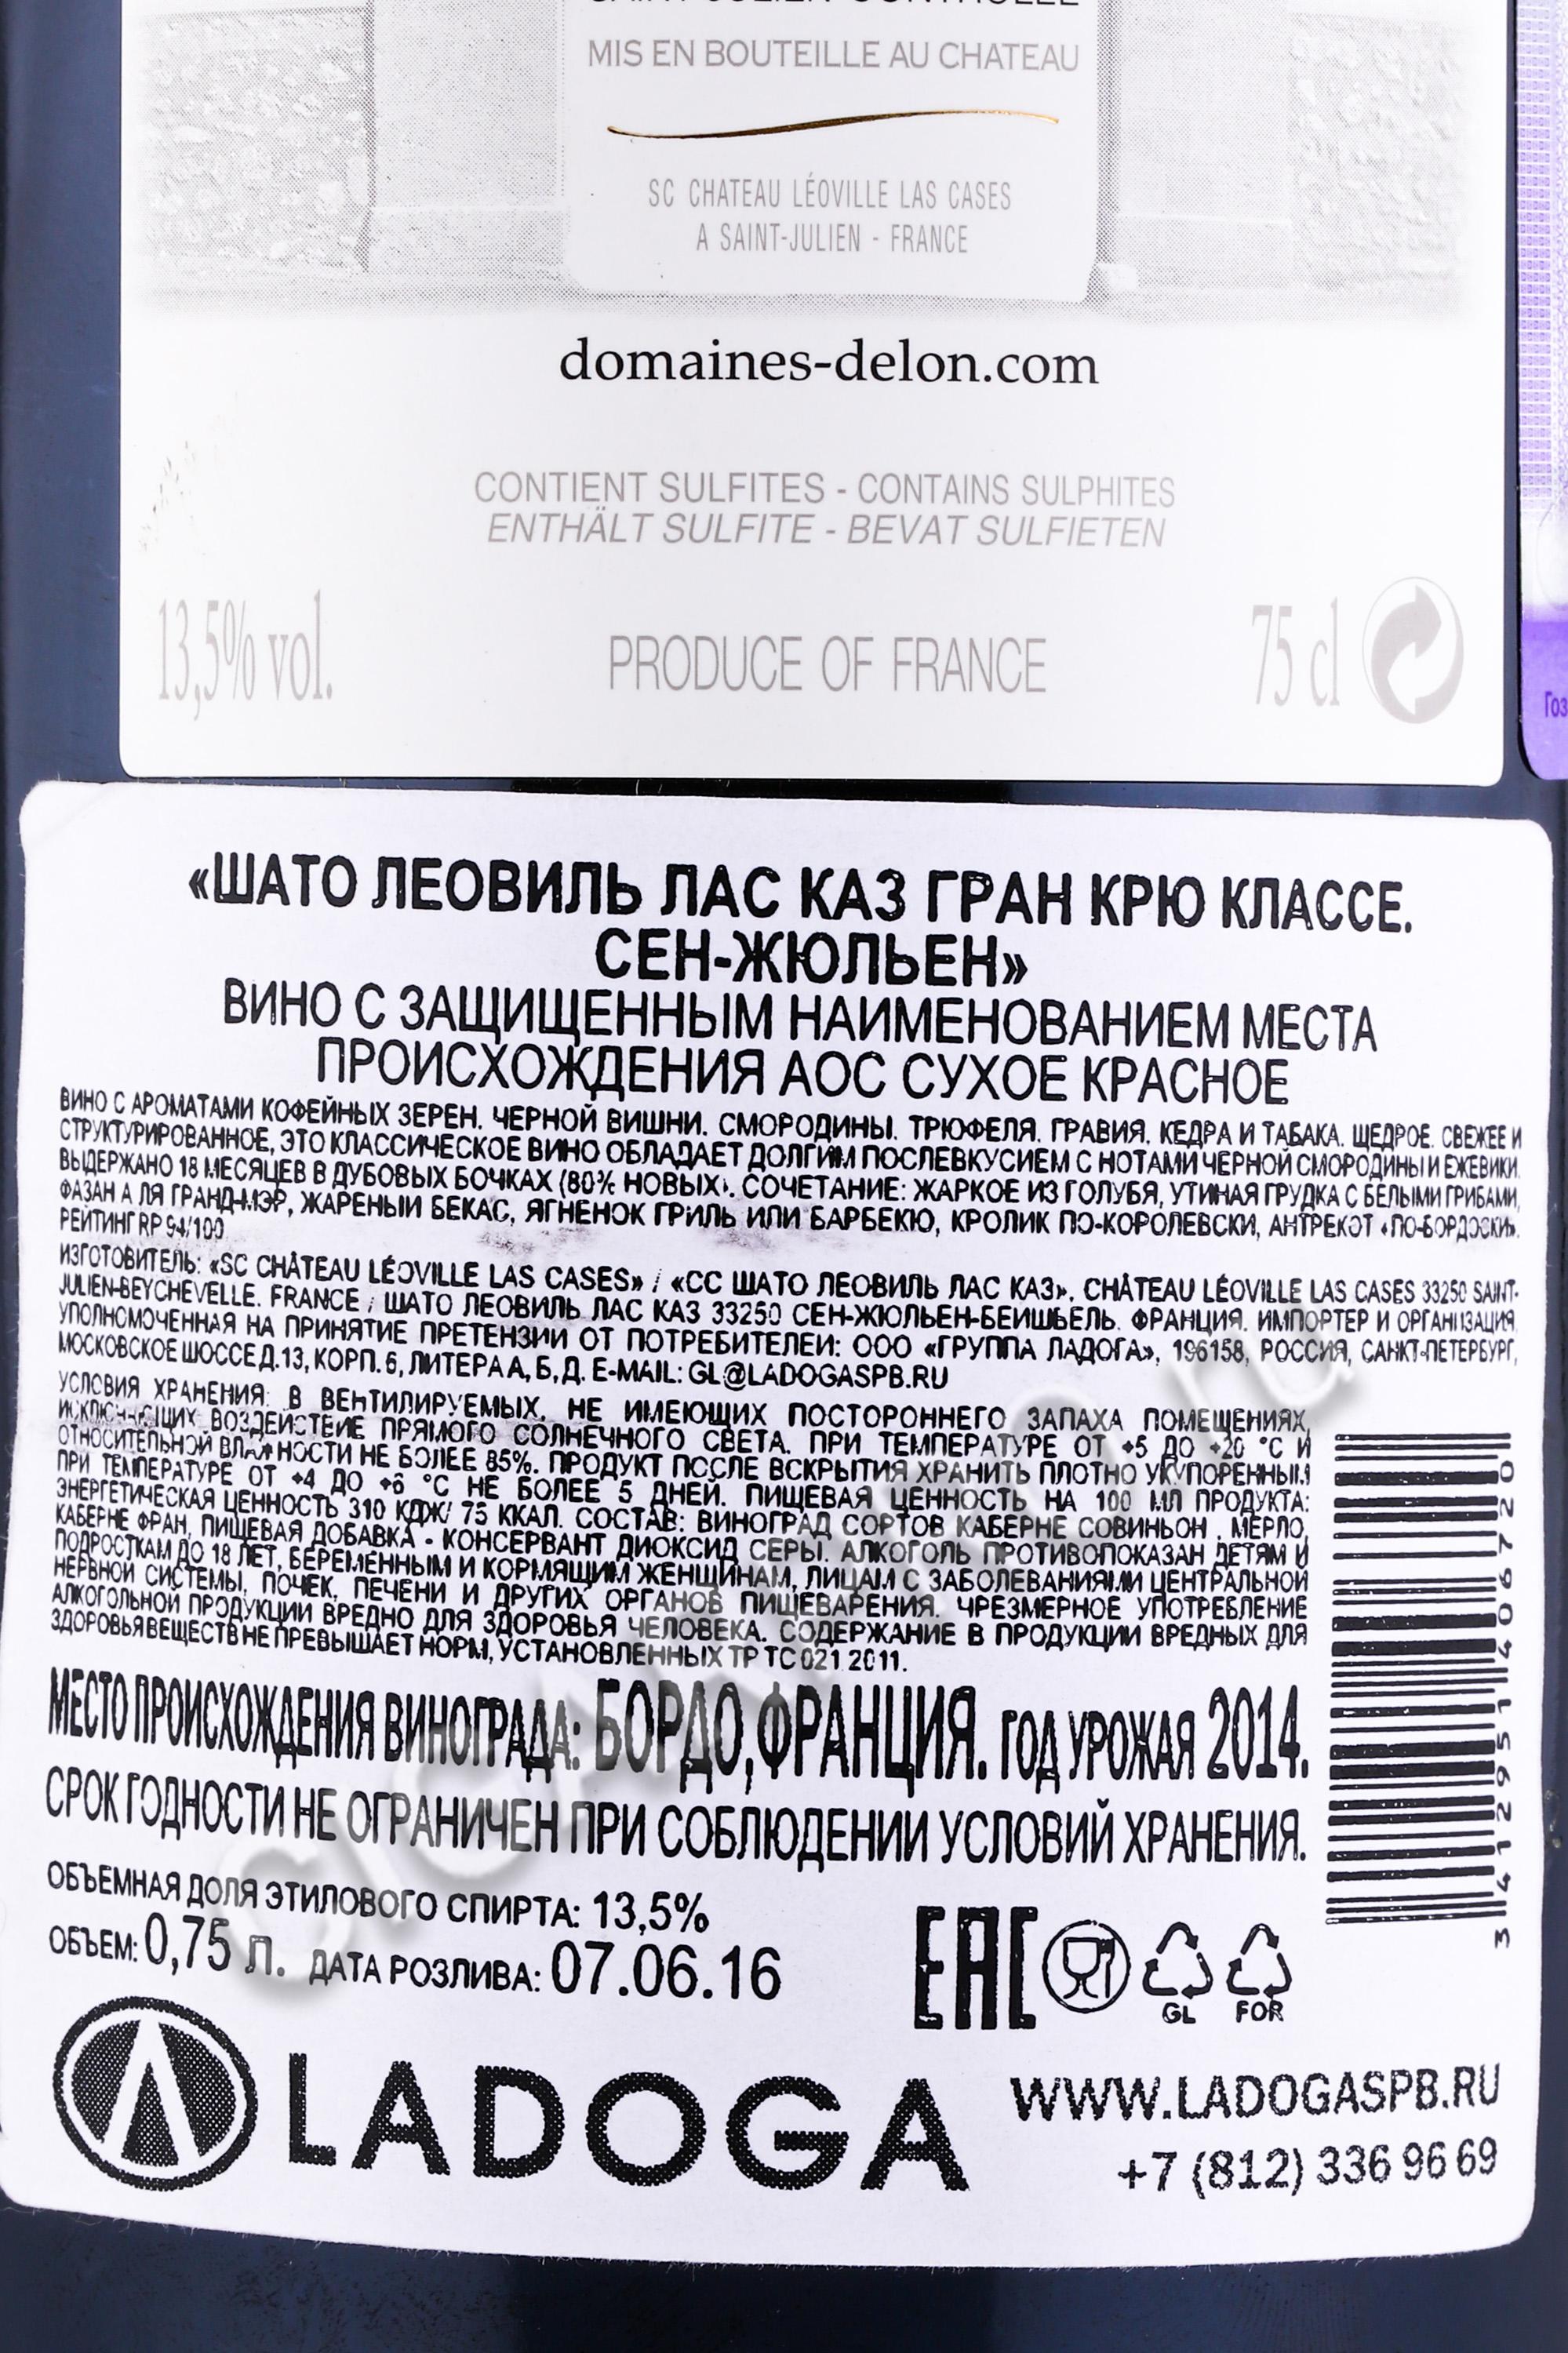 MIS EN BOUTEILLE AU CHATEAU
SC CHATEAU LÉOVILLE LAS CASES
A SAINT-JULIEN - FRANCE
domaines-delon.com
CONTIENT SULFITES - CONTAINS SULPHITES
ENTHÄLT SULFITE - BEVAT SULFIETEN
13,5% vol.
PRODUCE OF FRANCE
75 cl
«ШАТО ЛЕОВИЛЬ ЛАС КАЗ ГРАН КРЮ КЛАССЕ.
СЕН-ЖЮЛЬЕН»
ВИНО С ЗАЩИЩЕННЫМ НАИМЕНОВАНИЕМ МЕСТА
ПРОИСХОЖДЕНИЯ АОС СУХОЕ КРАСНОЕ
ВИНО С АРОМАТАМИ КОФЕЙНЫХ ЗЕРЕН, ЧЕРНОЙ ВИШНИ, СМОРОДИНЫ, ТРЮФЕЛЯ, ГРАВИЯ, КЕДРА И ТАБАКА. ЩЕДРОЕ, СВЕЖЕЕ И
СТРУКТУРИРОВАННОЕ, ЭТО КЛАССИЧЕСКОЕ ВИНО ОБЛАДАЕТ ДОЛГИМ ПОСЛЕВКУСИЕМ С НОТАМИ ЧЕРНОЙ СМОРОДИНЫ И ЕЖЕВИКИ.
ВЫДЕРЖАНО 18 МЕСЯЦЕВ В ДУБОВЫХ БОЧКАХ (80% НОВЫХ). СОЧЕТАНИЕ: ЖАРКОЕ ИЗ ГОЛУБЯ, УТИНАЯ ГРУДКА С БЕЛЫМИ ГРИБАМИ,
ФАЗАН А ЛЯ ГРАНД-МЭР, ЖАРЕНЫЙ БЕКАС, ЯГНЕНОК ГРИЛЬ ИЛИ БАРБЕКЮ, КРОЛИК ПО-КОРОЛЕВСКИ, АНТРЕКОТ «ПО-БОРДОСКИ».
РЕЙТИНГ RP 94/100
ИЗГОТОВИТЕЛЬ: «SC CHÂTEAU LÉOVILLE LAS CASES» / «СС ШАТО ЛЕОВИЛЬ ЛАС КАЗ», CHÂTEAU LÉOVILLE LAS CASES 33250 SAINT-
JULIEN-BEYCHEVELLE. FRANCE / ШАТО ЛЕОВИЛЬ ЛАС КАЗ 33250 СЕН-ЖЮЛЬЕН-БЕЙШЬЕЛЬ. ФРАНЦИЯ. ИМПОРТЕР И ОРГАНИЗАЦИЯ,
УПОЛНОМОЧЕННАЯ НА ПРИНЯТИЕ ПРЕТЕНЗИЙ ОТ ПОТРЕБИТЕЛЕЙ: ООО «ГРУППА ЛАДОГА», 196158, РОССИЯ, САНКТ-ПЕТЕРБУРГ,
МОСКОВСКОЕ ШОССЕ Д.13, КОРП. 6, ЛИТЕРА А, Б, Д. E-MAIL: GL@LADOGASPB.RU
УСЛОВИЯ ХРАНЕНИЯ: В ВЕНТИЛИРУЕМЫХ, НЕ ИМЕЮЩИХ ПОСТОРОННЕГО ЗАПАХА ПОМЕЩЕНИЯХ,
ИСКЛЮЧАЮЩИХ ВОЗДЕЙСТВИЕ ПРЯМОГО СОЛНЕЧНОГО СВЕТА, ПРИ ТЕМПЕРАТУРЕ ОТ +5 ДО +20 °С И
ОТНОСИТЕЛЬНОЙ ВЛАЖНОСТИ НЕ БОЛЕЕ 85%. ПРОДУКТ ПОСЛЕ ВСКРЫТИЯ ХРАНИТЬ ПЛОТНО УКУПОРЕННЫМ
ПРИ ТЕМПЕРАТУРЕ ОТ +4 ДО +6 °С НЕ БОЛЕЕ 5 ДНЕЙ. ПИЩЕВАЯ ЦЕННОСТЬ НА 100 МЛ ПРОДУКТА:
ЭНЕРГЕТИЧЕСКАЯ ЦЕННОСТЬ 310 КДЖ/ 75 ККАЛ. СОСТАВ: ВИНОГРАД СОРТОВ КАБЕРНЕ СОВИНЬОН , МЕРЛО,
КАБЕРНЕ ФРАН, ПИЩЕВАЯ ДОБАВКА - КОНСЕРВАНТ ДИОКСИД СЕРЫ. АЛКОГОЛЬ ПРОТИВОПОКАЗАН ДЕТЯМ И
ПОДРОСТКАМ ДО 18 ЛЕТ, БЕРЕМЕННЫМ И КОРМЯЩИМ ЖЕНЩИНАМ, ЛИЦАМ С ЗАБОЛЕВАНИЯМИ ЦЕНТРАЛЬНОЙ
НЕРВНОЙ СИСТЕМЫ, ПОЧЕК, ПЕЧЕНИ И ДРУГИХ ОРГАНОВ ПИЩЕВАРЕНИЯ. ЧРЕЗМЕРНОЕ УПОТРЕБЛЕНИЕ
АЛКОГОЛЬНОЙ ПРОДУКЦИИ ВРЕДНО ДЛЯ ЗДОРОВЬЯ ЧЕЛОВЕКА. СОДЕРЖАНИЕ В ПРОДУКЦИИ ВРЕДНЫХ ДЛЯ
ЗДОРОВЬЯ ВЕЩЕСТВ НЕ ПРЕВЫШАЕТ НОРМ, УСТАНОВЛЕННЫХ ТР ТС 021 2011.
МЕСТО ПРОИСХОЖДЕНИЯ ВИНОГРАДА: БОРДО, ФРАНЦИЯ. ГОД УРОЖАЯ 2014.
СРОК ГОДНОСТИ НЕ ОГРАНИЧЕН ПРИ СОБЛЮДЕНИИ УСЛОВИЙ ХРАНЕНИЯ.
ОБЪЕМНАЯ ДОЛЯ ЭТИЛОВОГО СПИРТА: 13,5%
ОБЪЕМ: 0,75 Л. ДАТА РОЗЛИВА: 07.06.16
EAC
GL FOR
3 412951 406720
LADOGA
WWW.LADOGASPB.RU
+7 (812) 336 96 69